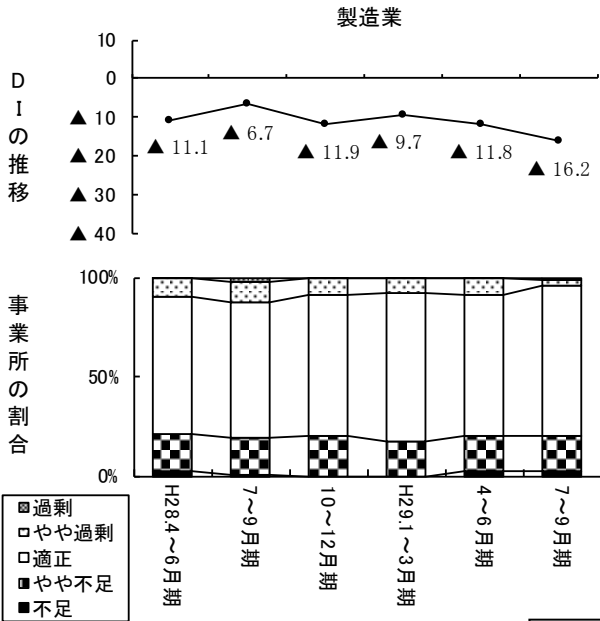 製造業
DIの推移
10
0
▲ 10
▲ 20
▲ 30
▲ 40
▲ 11.1
▲ 6.7
▲ 11.9
▲ 9.7
▲ 11.8
▲ 16.2
事業所の割合
100%
50%
0%
H28.4～6月期
7～9月期
10～12月期
H29.1～3月期
4～6月期
7～9月期
過剰
やや過剰
適正
やや不足
不足